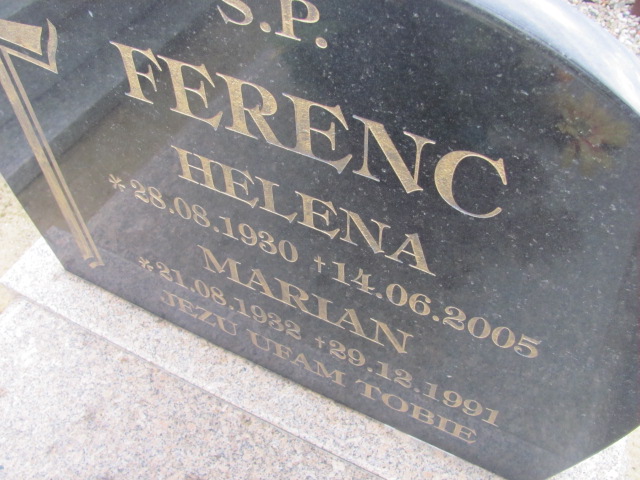 S.P.
FERENC
HELENA
*28.08.1930 †14.06.2005
MARIAN
*21.08.1932 †29.12.1991
JEZU UFAM TOBIE